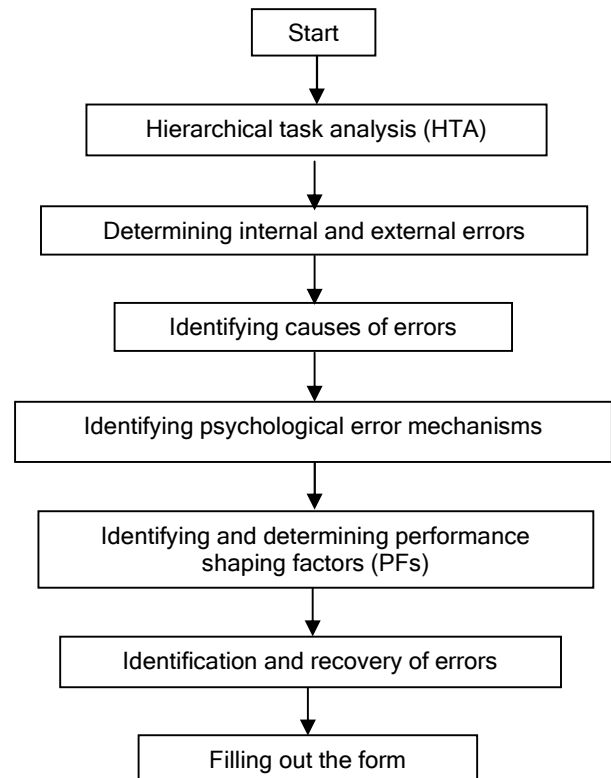 Start
Hierarchical task analysis (HTA)
Determining internal and external errors
Identifying causes of errors
Identifying psychological error mechanisms
Identifying and determining performance
shaping factors (PFs)
Identification and recovery of errors
Filling out the form